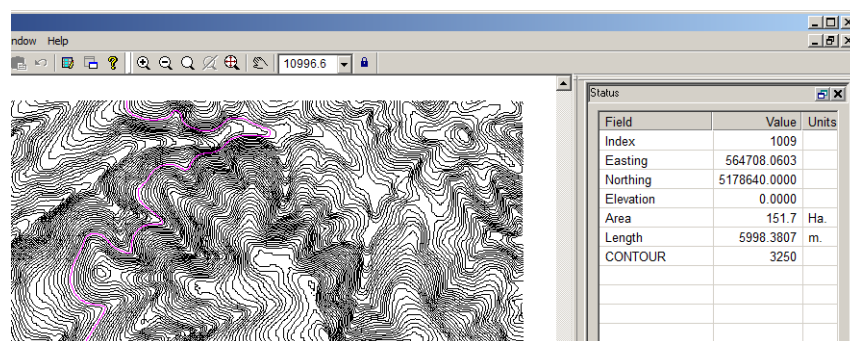 ndow Help
10996.6
Status
Field Value Units
Index 1009
Easting 564708.0603
Northing 5178640.0000
Elevation 0.0000
Area 151.7 Ha.
Length 5998.3807 m.
CONTOUR 3250